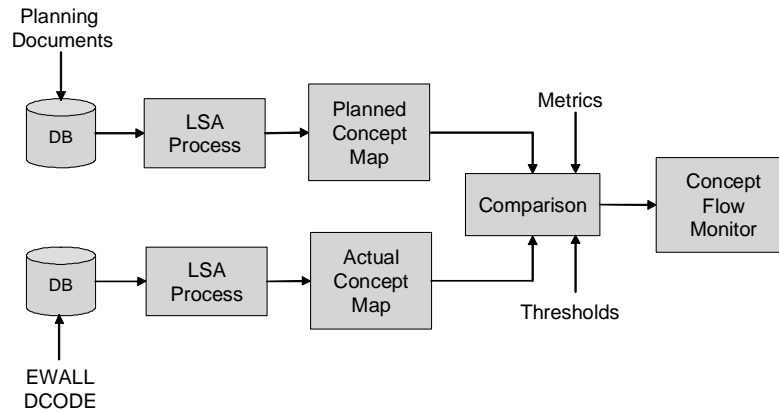 Planning
Documents
DB
LSA
Process
Planned
Concept
Map
Metrics
Comparison
Concept
Flow
Monitor
DB
LSA
Process
Actual
Concept
Map
Thresholds
EWALL
DCODE